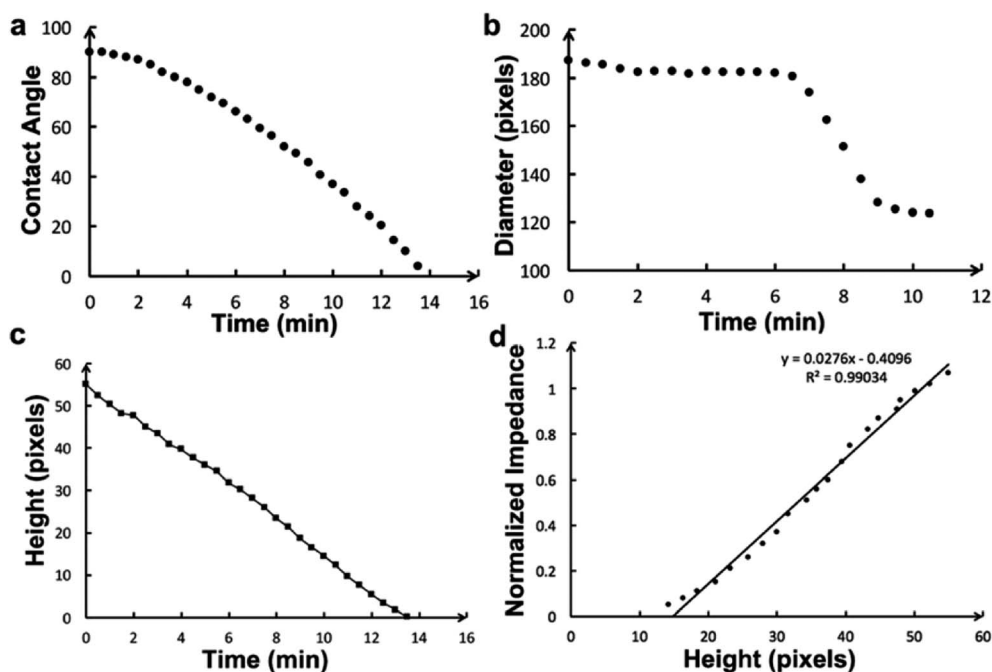 a
Contact Angle
100
80
60
40
20
0
0 2 4 6 8 10 12 14 16
Time (min)
b
Diameter (pixels)
200
180
160
140
120
100
0 2 4 6 8 10 12
Time (min)
c
Height (pixels)
60
50
40
30
20
10
0
0 2 4 6 8 10 12 14 16
Time (min)
d
Normalized Impedance
1.2
1
0.8
0.6
0.4
0.2
0
y = 0.0276x - 0.4096
R² = 0.99034
0 10 20 30 40 50 60
Height (pixels)